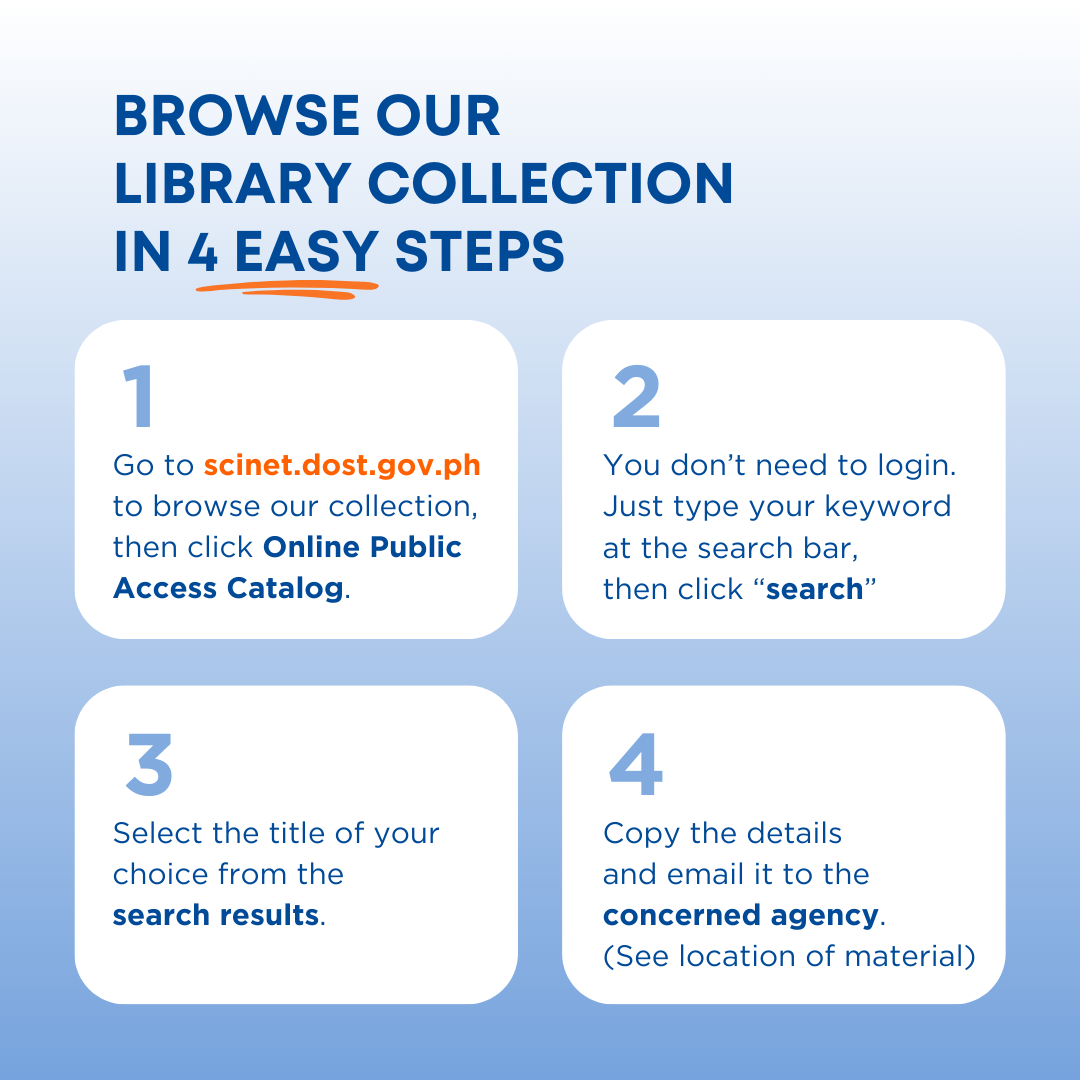 BROWSE OUR
LIBRARY COLLECTION
IN 4 EASY STEPS
1
Go to scinet.dost.gov.ph
to browse our collection,
then click Online Public
Access Catalog.
2
You don’t need to login.
Just type your keyword
at the search bar,
then click “search”
3
Select the title of your
choice from the
search results.
4
Copy the details
and email it to the
concerned agency.
(See location of material)